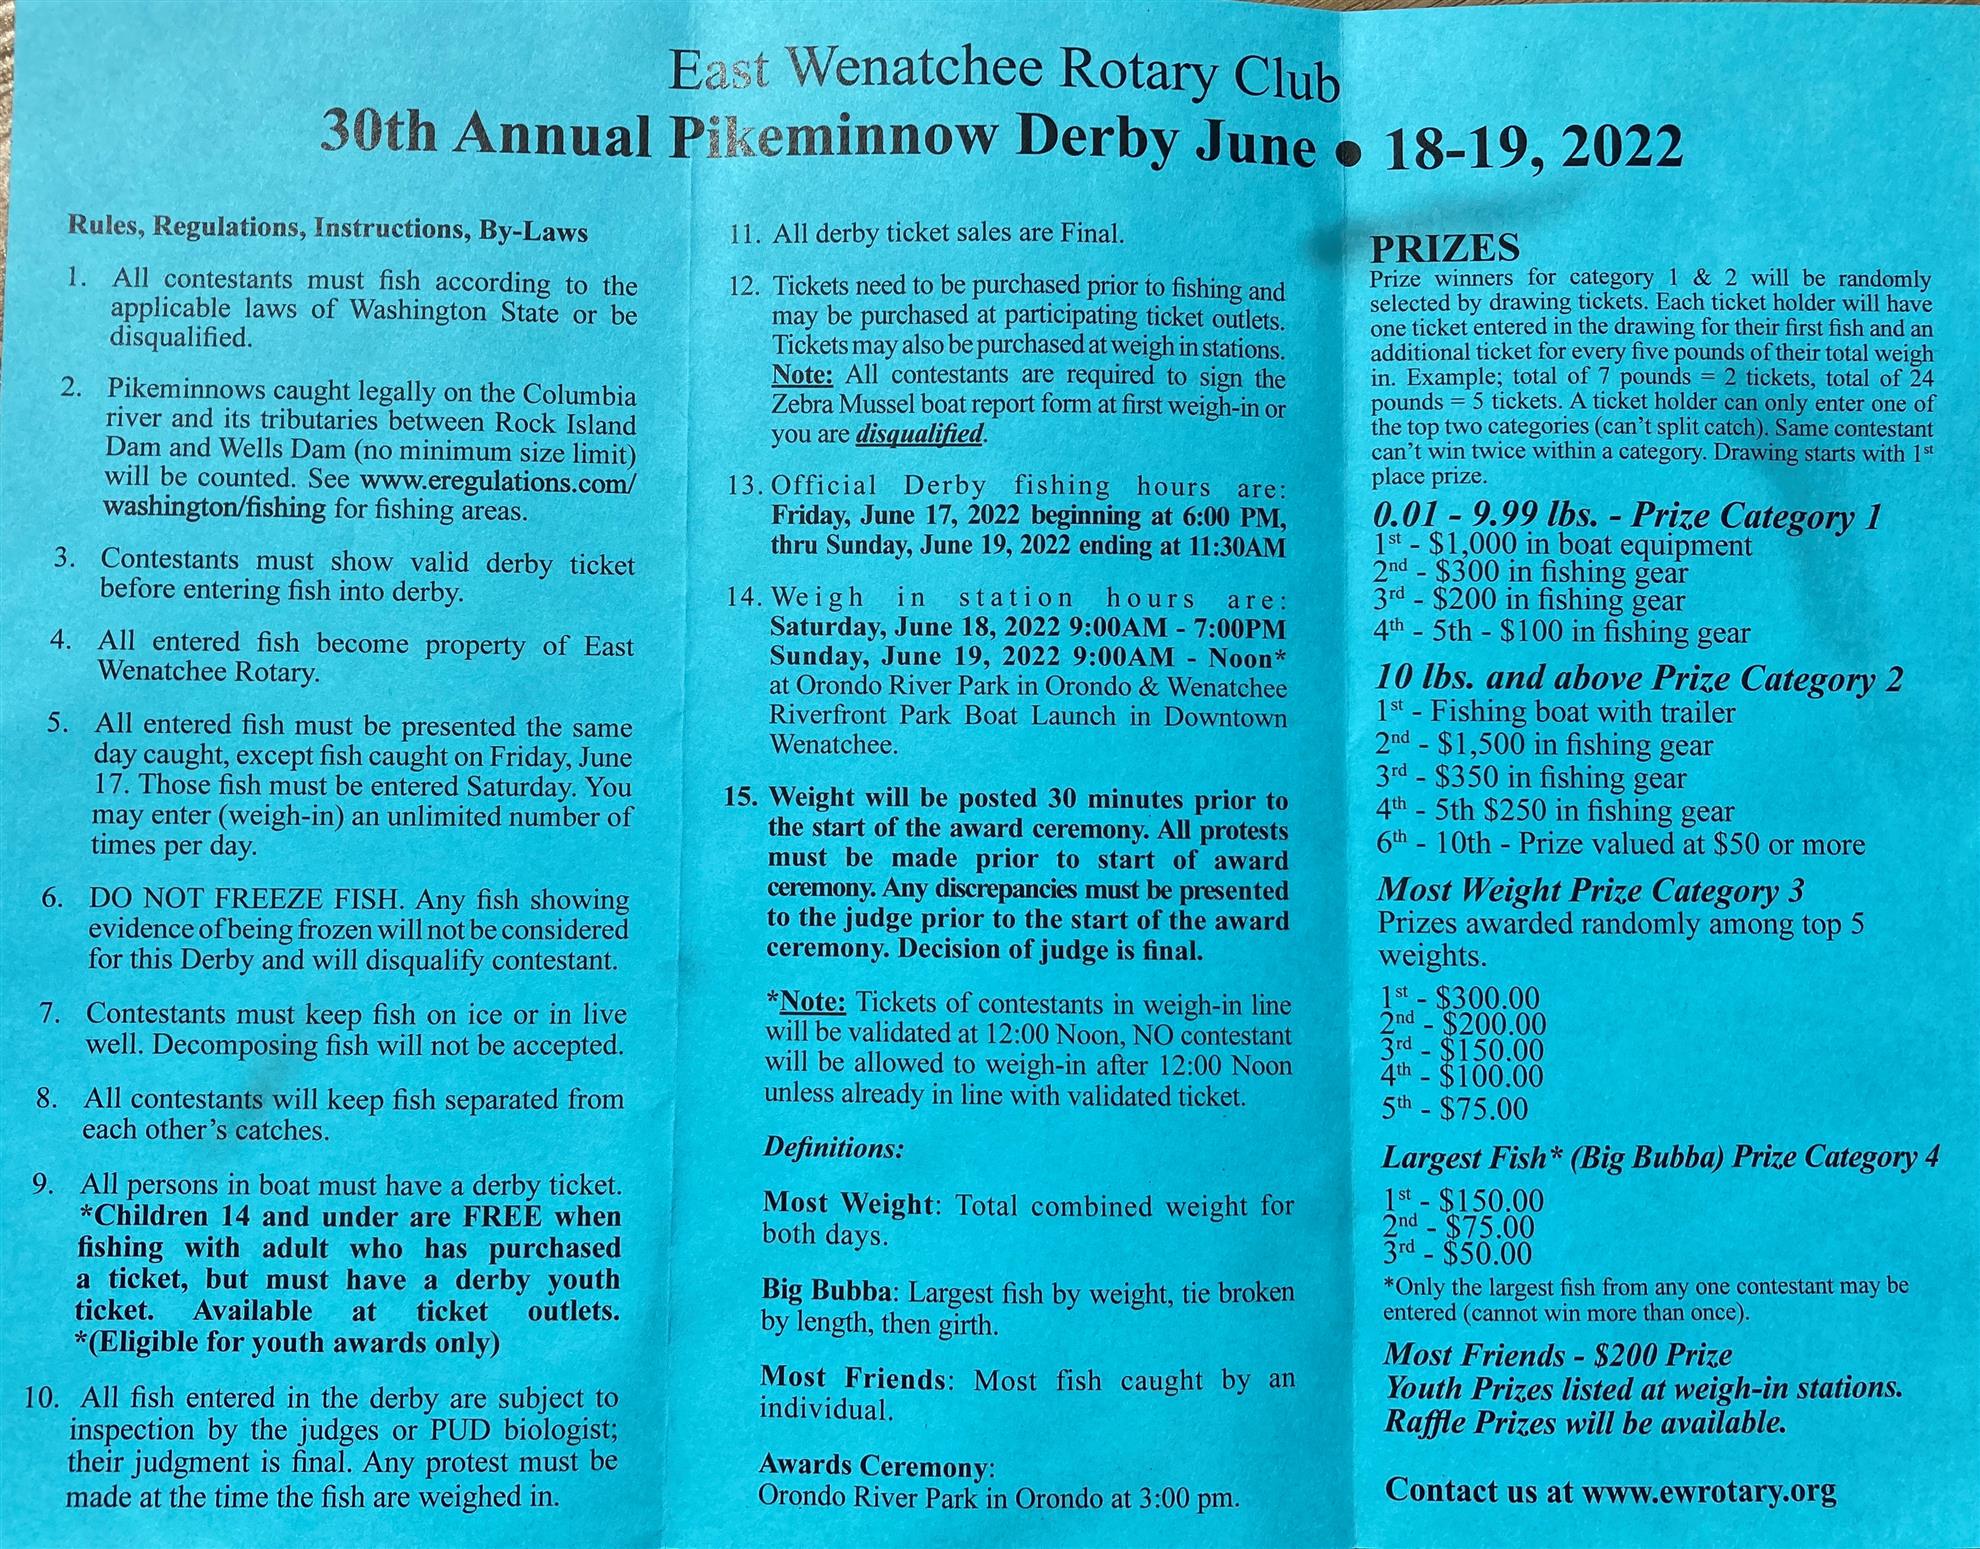 East Wenatchee Rotary Club
30th Annual Pikeminnow Derby June • 18-19, 2022
Rules, Regulations, Instructions, By-Laws
1. All contestants must fish according to the
applicable laws of Washington State or be
disqualified.
2. Pikeminnows caught legally on the Columbia
river and its tributaries between Rock Island
Dam and Wells Dam (no minimum size limit)
will be counted. See www.eregulations.com/
washington/fishing for fishing areas.
3. Contestants must show valid derby ticket
before entering fish into derby.
4. All entered fish become property of East
Wenatchee Rotary.
5. All entered fish must be presented the same
day caught, except fish caught on Friday, June
17. Those fish must be entered Saturday. You
may enter (weigh-in) an unlimited number of
times per day.
6. DO NOT FREEZE FISH. Any fish showing
evidence of being frozen will not be considered
for this Derby and will disqualify contestant.
7. Contestants must keep fish on ice or in live
well. Decomposing fish will not be accepted.
8. All contestants will keep fish separated from
each other's catches.
9. All persons in boat must have a derby ticket.
*Children 14 and under are FREE when
fishing with adult who has purchased
a ticket, but must have a derby youth
ticket. Available at ticket outlets.
*(Eligible for youth awards only)
10. All fish entered in the derby are subject to
inspection by the judges or PUD biologist;
their judgment is final. Any protest must be
made at the time the fish are weighed in.
11. All derby ticket sales are Final.
12. Tickets need to be purchased prior to fishing and
may be purchased at participating ticket outlets.
Tickets may also be purchased at weigh in stations.
Note: All contestants are required to sign the
Zebra Mussel boat report form at first weigh-in or
you are disqualified.
13. Official Derby fishing hours are:
Friday, June 17, 2022 beginning at 6:00 PM,
thru Sunday, June 19, 2022 ending at 11:30AM
14. Weigh in station hours are:
Saturday, June 18, 2022 9:00AM - 7:00PM
Sunday, June 19, 2022 9:00AM - Noon*
at Orondo River Park in Orondo & Wenatchee
Riverfront Park Boat Launch in Downtown
Wenatchee.
15. Weight will be posted 30 minutes prior to
the start of the award ceremony. All protests
must be made prior to start of award
ceremony. Any discrepancies must be presented
to the judge prior to the start of the award
ceremony. Decision of judge is final.
*Note: Tickets of contestants in weigh-in line
will be validated at 12:00 Noon, NO contestant
will be allowed to weigh-in after 12:00 Noon
unless already in line with validated ticket.
Definitions:
Most Weight: Total combined weight for
both days.
Big Bubba: Largest fish by weight, tie broken
by length, then girth.
Most Friends: Most fish caught by an
individual.
Awards Ceremony:
Orondo River Park in Orondo at 3:00 pm.
PRIZES
Prize winners for category 1 & 2 will be randomly
selected by drawing tickets. Each ticket holder will have
one ticket entered in the drawing for their first fish and an
additional ticket for every five pounds of their total weigh
in. Example; total of 7 pounds = 2 tickets, total of 24
pounds = 5 tickets. A ticket holder can only enter one of
the top two categories (can't split catch). Same contestant
can't win twice within a category. Drawing starts with 1st
place prize.
0.01 - 9.99 lbs. - Prize Category 1
1st - $1,000 in boat equipment
2nd - $300 in fishing gear
3rd - $200 in fishing gear
4th - 5th - $100 in fishing gear
10 lbs. and above Prize Category 2
1st - Fishing boat with trailer
2nd - $1,500 in fishing gear
3rd - $350 in fishing gear
4th - 5th $250 in fishing gear
6th - 10th - Prize valued at $50 or more
Most Weight Prize Category 3
Prizes awarded randomly among top 5
weights.
1st - $300.00
2nd - $200.00
3rd - $150.00
4th - $100.00
5th - $75.00
Largest Fish* (Big Bubba) Prize Category 4
1st - $150.00
2nd - $75.00
3rd - $50.00
*Only the largest fish from any one contestant may be
entered (cannot win more than once).
Most Friends - $200 Prize
Youth Prizes listed at weigh-in stations.
Raffle Prizes will be available.
Contact us at www.ewrotary.org